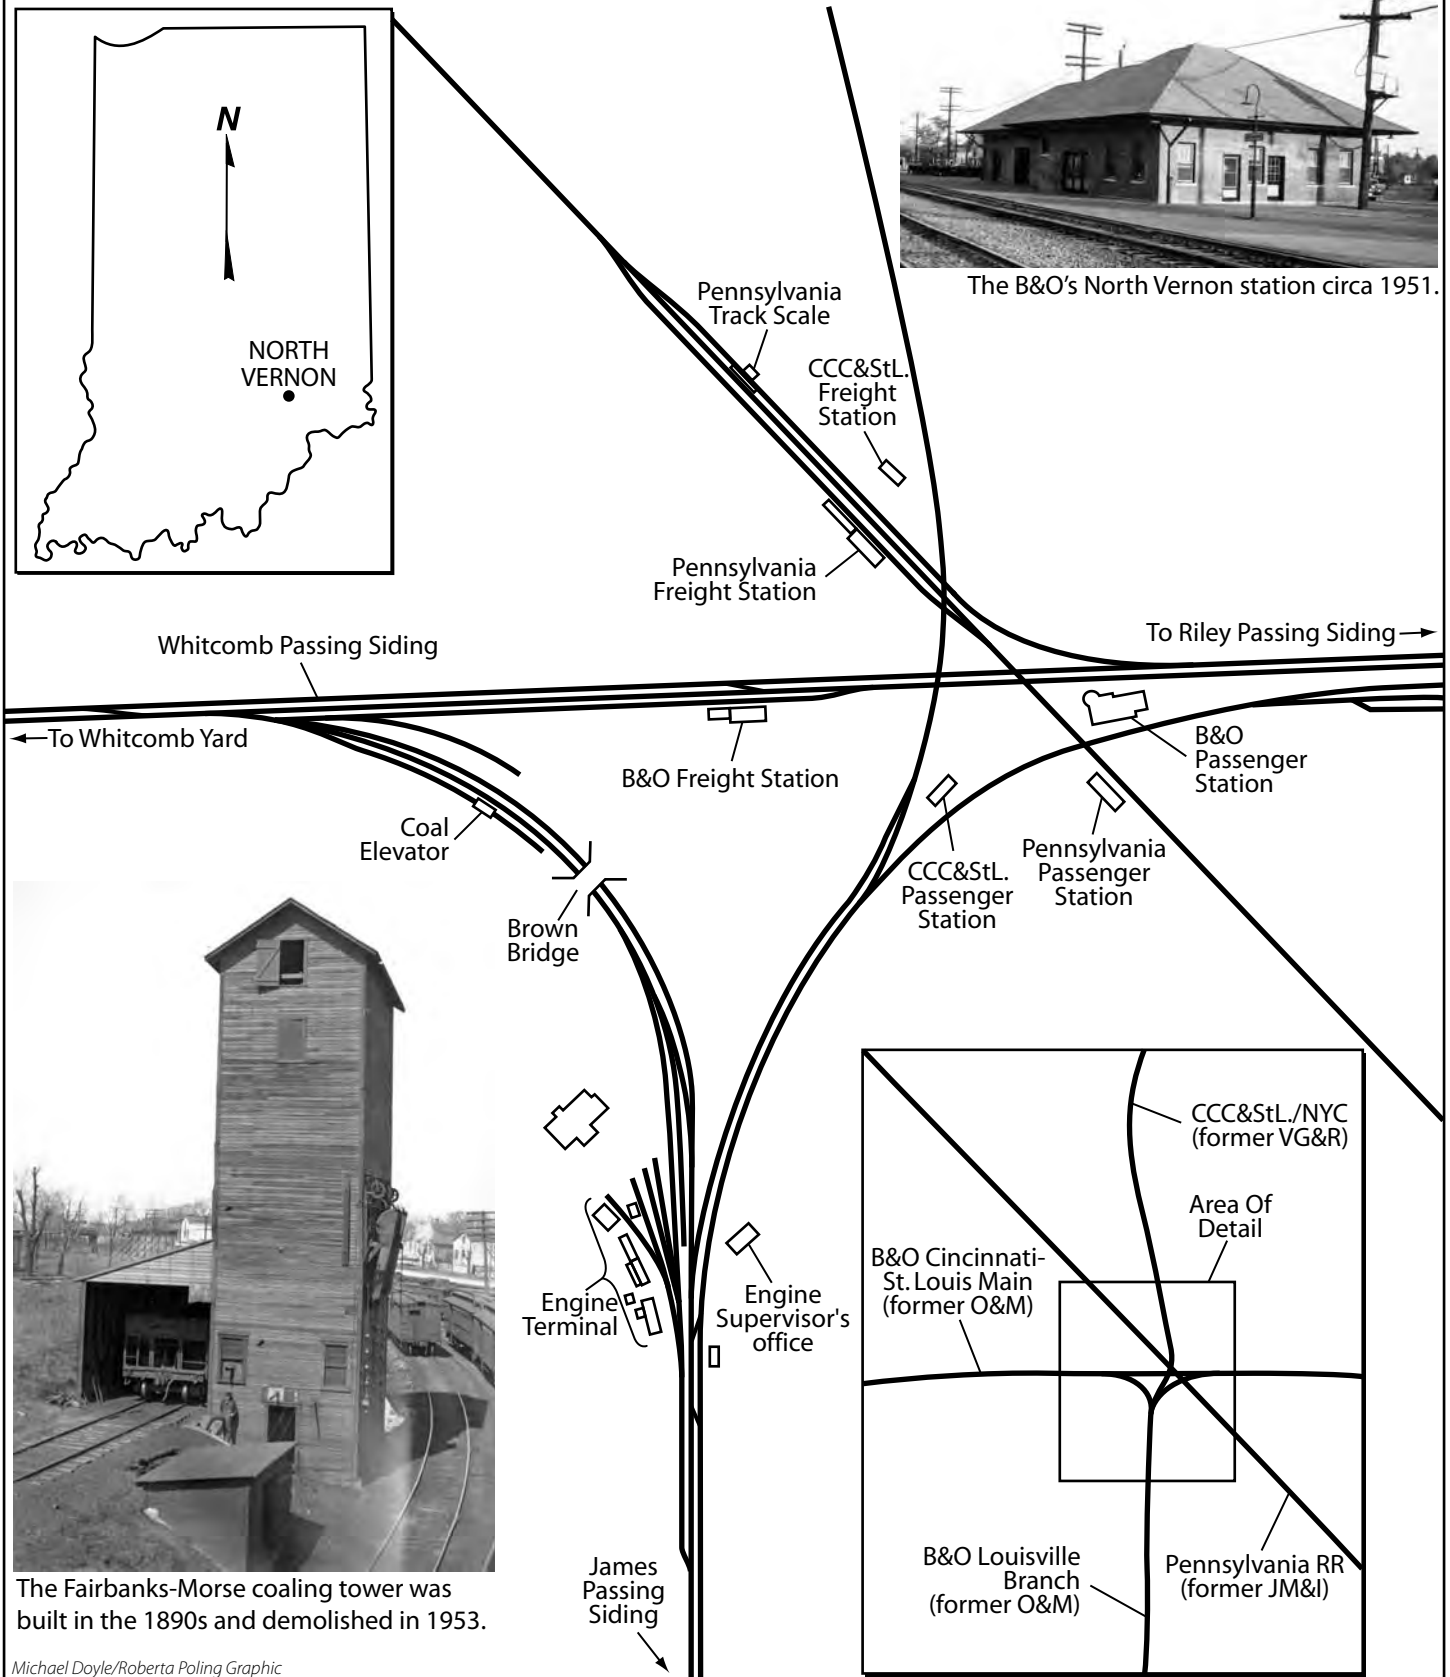 N
NORTH
VERNON
The B&O's North Vernon station circa 1951.
Pennsylvania
Track Scale
CCC&StL.
Freight
Station
Pennsylvania
Freight Station
To Riley Passing Siding
Whitcomb Passing Siding
To Whitcomb Yard
B&O Freight Station
B&O
Passenger
Station
Coal
Elevator
CCC&StL.
Passenger
Station
Pennsylvania
Passenger
Station
Brown
Bridge
CCC&StL./NYC
(former VG&R)
Area Of
Detail
B&O Cincinnati-
St. Louis Main
(former O&M)
Engine
Terminal
Engine
Supervisor's
office
B&O Louisville
Branch
(former O&M)
Pennsylvania RR
(former JM&I)
James
Passing
Siding
The Fairbanks-Morse coaling tower was
built in the 1890s and demolished in 1953.
Michael Doyle/Roberta Poling Graphic